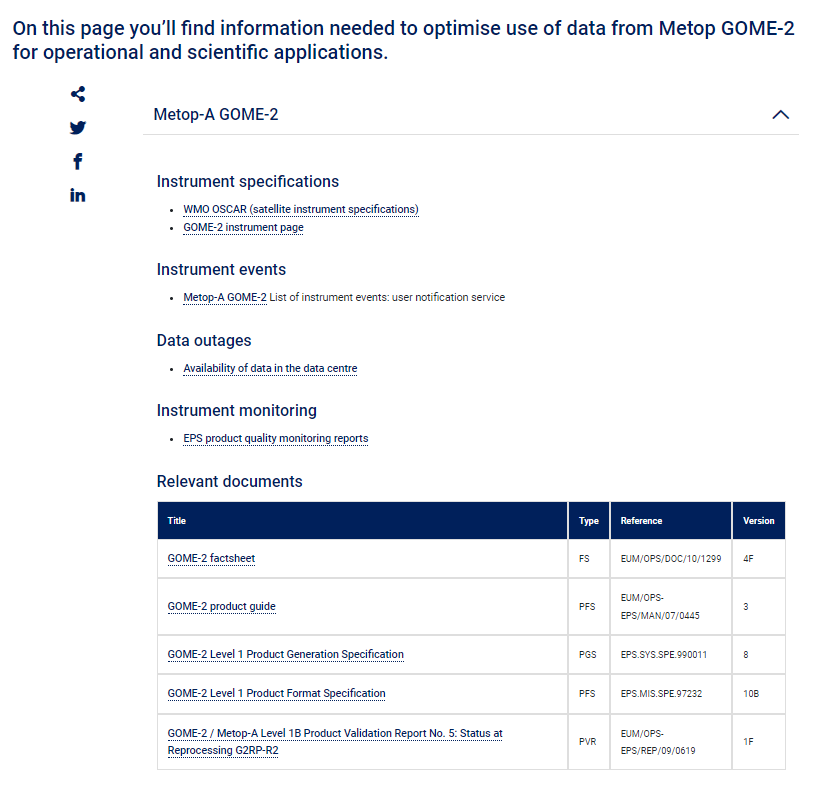 On this page you'll find information needed to optimise use of data from Metop GOME-2
for operational and scientific applications.
Metop-A GOME-2
Instrument specifications
WMO OSCAR (satellite instrument specifications)
GOME-2 instrument page
Instrument events
Metop-A GOME-2 List of instrument events: user notification service
Data outages
Availability of data in the data centre
Instrument monitoring
EPS product quality monitoring reports
Relevant documents
Title Type Reference Version
GOME-2 factsheet FS EUM/OPS/DOC/10/1299 4F
GOME-2 product guide PFS EUM/OPS-
EPS/MAN/07/0445 3
GOME-2 Level 1 Product Generation Specification PGS EPS.SYS.SPE.990011 8
GOME-2 Level 1 Product Format Specification PFS EPS.MIS.SPE.97232 10B
GOME-2 / Metop-A Level 1B Product Validation Report No. 5: Status at
Reprocessing G2RP-R2 PVR EUM/OPS-
EPS/REP/09/0619 1F